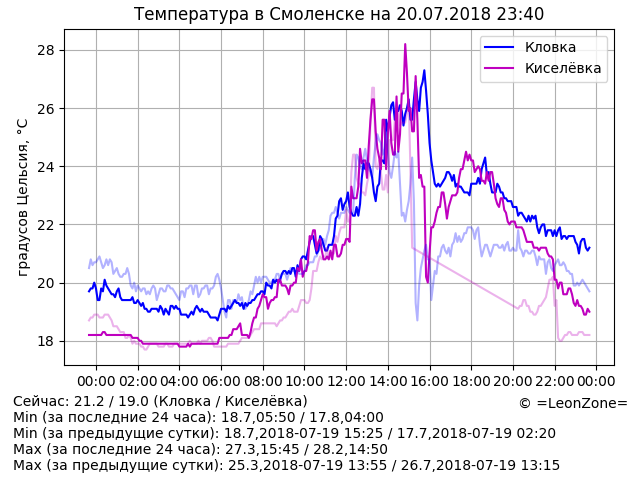 Температура в Смоленске на 20.07.2018 23:40
Кловка
Киселёвка
градусов Цельсия, °C
28
26
24
22
20
18
00:00 02:00 04:00 06:00 08:00 10:00 12:00 14:00 16:00 18:00 20:00 22:00 00:00
Сейчас: 21.2 / 19.0 (Кловка / Киселёвка)
© =LeonZone=
Min (за последние 24 часа): 18.7,05:50 / 17.8,04:00
Min (за предыдущие сутки): 18.7,2018-07-19 15:25 / 17.7,2018-07-19 02:20
Max (за последние 24 часа): 27.3,15:45 / 28.2,14:50
Max (за предыдущие сутки): 25.3,2018-07-19 13:55 / 26.7,2018-07-19 13:15